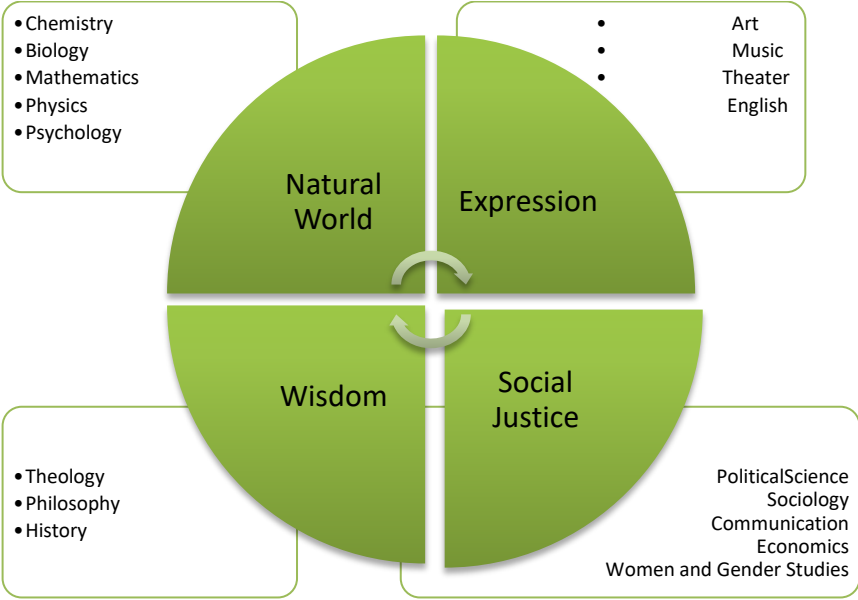 •Chemistry
•Biology
•Mathematics
•Physics
•Psychology
• Art
• Music
• Theater
English
Natural
World
Expression
Wisdom
Social
Justice
•Theology
•Philosophy
•History
PoliticalScience
Sociology
Communication
Economics
Women and Gender Studies